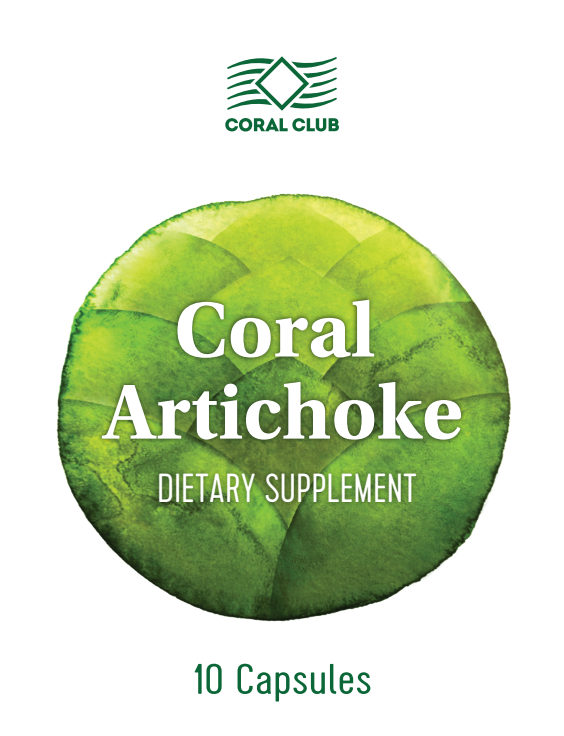 CORAL CLUB
Coral
Artichoke
DIETARY SUPPLEMENT
10 Capsules